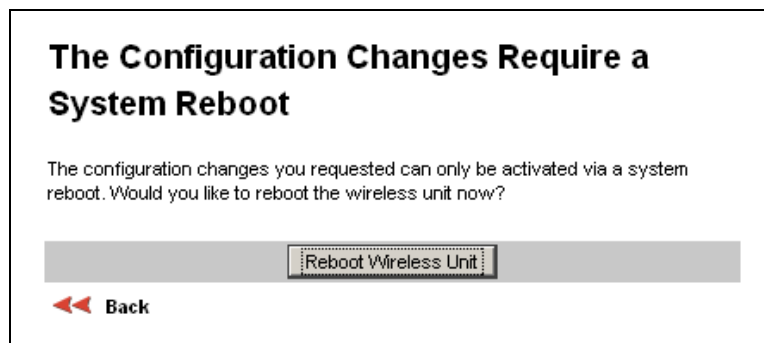 The Configuration Changes Require a
System Reboot
The configuration changes you requested can only be activated via a system
reboot. Would you like to reboot the wireless unit now?
Reboot Wireless Unit
Back